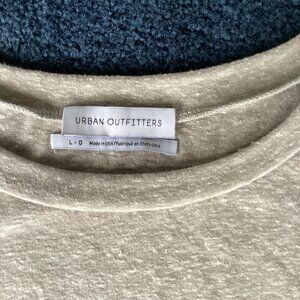 URBAN OUTFITTERS
L • G Made in USA/Fabriqué en États-Unis